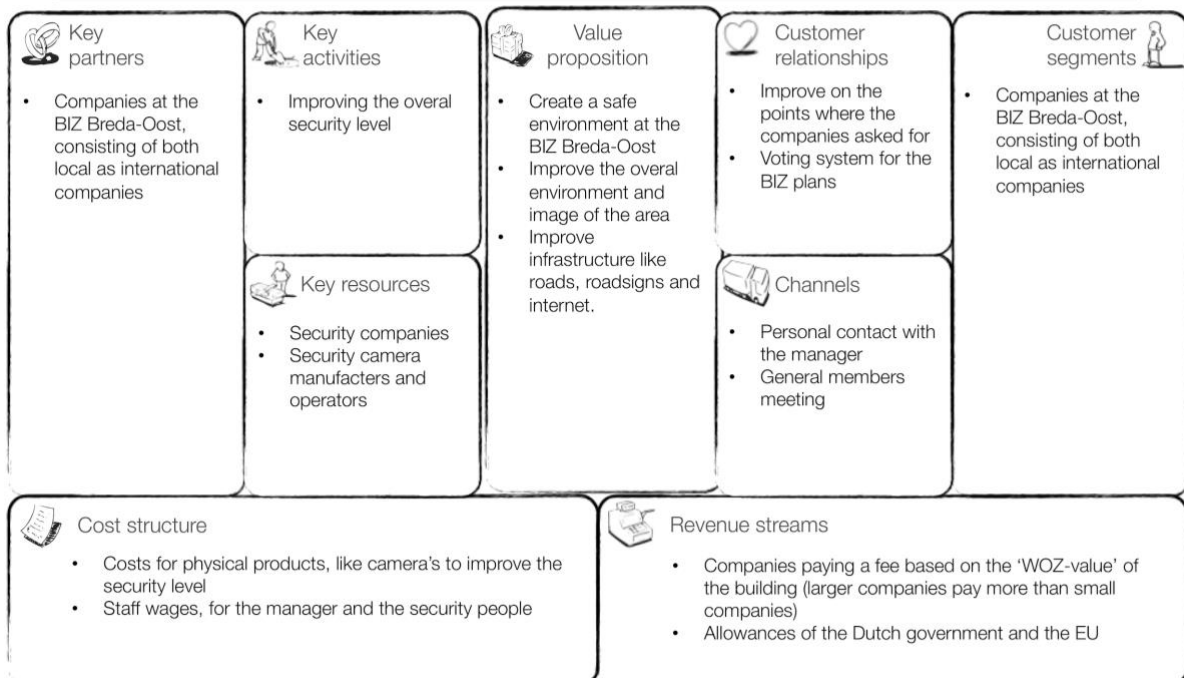 Key
partners
• Companies at the
BIZ Breda-Oost,
consisting of both
local as international
companies
Key
activities
• Improving the overal
security level
Key resources
• Security companies
• Security camera
manufacters and
operators
Value
proposition
• Create a safe
environment at the
BIZ Breda-Oost
• Improve the overal
environment and
image of the area
• Improve
infrastructure like
roads, roadsigns and
internet.
Customer
relationships
• Improve on the
points where the
companies asked for
• Voting system for the
BIZ plans
Channels
• Personal contact with
the manager
• General members
meeting
Customer
segments
• Companies at the
BIZ Breda-Oost,
consisting of both
local as international
companies
Cost structure
• Costs for physical products, like camera's to improve the
security level
• Staff wages, for the manager and the security people
Revenue streams
• Companies paying a fee based on the ‘WOZ-value’ of
the building (larger companies pay more than small
companies)
• Allowances of the Dutch government and the EU